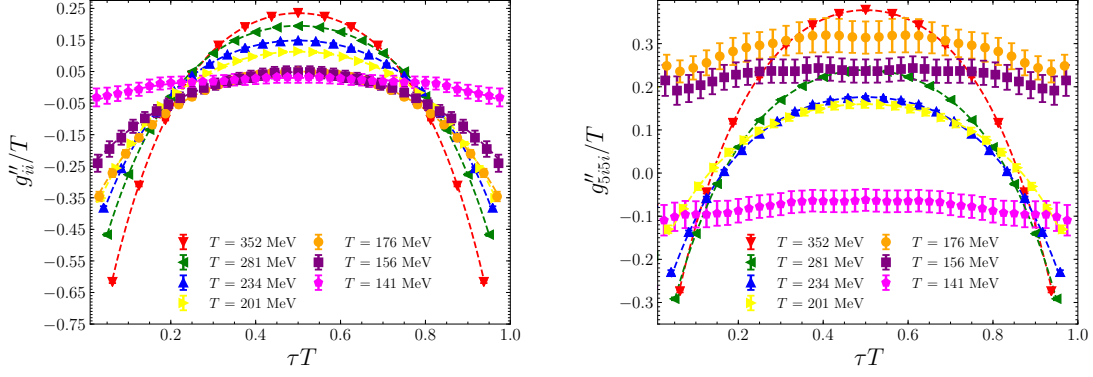 0.25
0.15
0.05
−0.05
−0.15
−0.25
−0.35
−0.45
−0.55
−0.65
−0.75
g''_{ii}/T
0.2 0.4 0.6 0.8 1.0
τT
T = 352 MeV T = 176 MeV
T = 281 MeV T = 156 MeV
T = 234 MeV T = 141 MeV
T = 201 MeV
0.3
0.2
0.1
0.0
−0.1
−0.2
−0.3
g''_{5i5i}/T
0.2 0.4 0.6 0.8 1.0
τT
T = 352 MeV T = 176 MeV
T = 281 MeV T = 156 MeV
T = 234 MeV T = 141 MeV
T = 201 MeV